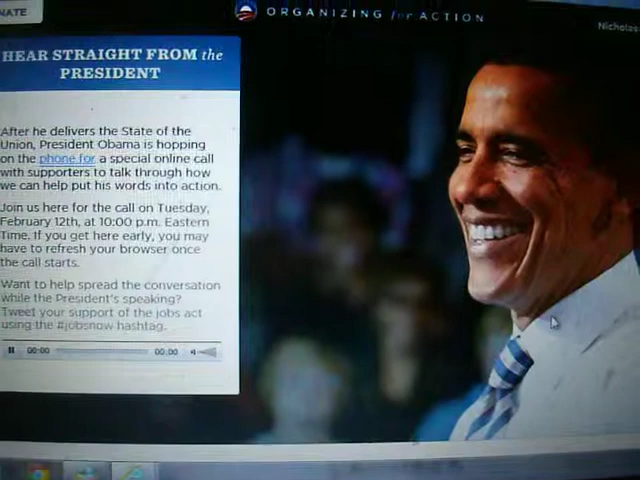 NATE
ORGANIZING for ACTION
Nicholas
HEAR STRAIGHT FROM the
PRESIDENT
After he delivers the State of the
Union, President Obama is hopping
on the phone for a special online call
with supporters to talk through how
we can help put his words into action.
Join us here for the call on Tuesday,
February 12th, at 10:00 p.m. Eastern
Time. If you get here early, you may
have to refresh your browser once
the call starts.
Want to help spread the conversation
while the President's speaking?
Tweet your support of the jobs act
using the #jobsnow hashtag.
00:00 00:00